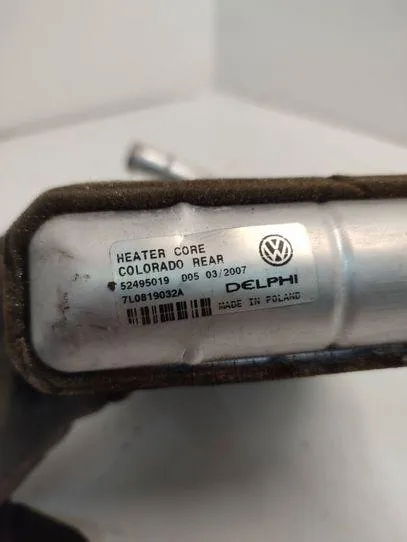 HEATER CORE
COLORADO REAR
52495019 D05 03/2007
7L0819032A DELPHI
MADE IN POLAND